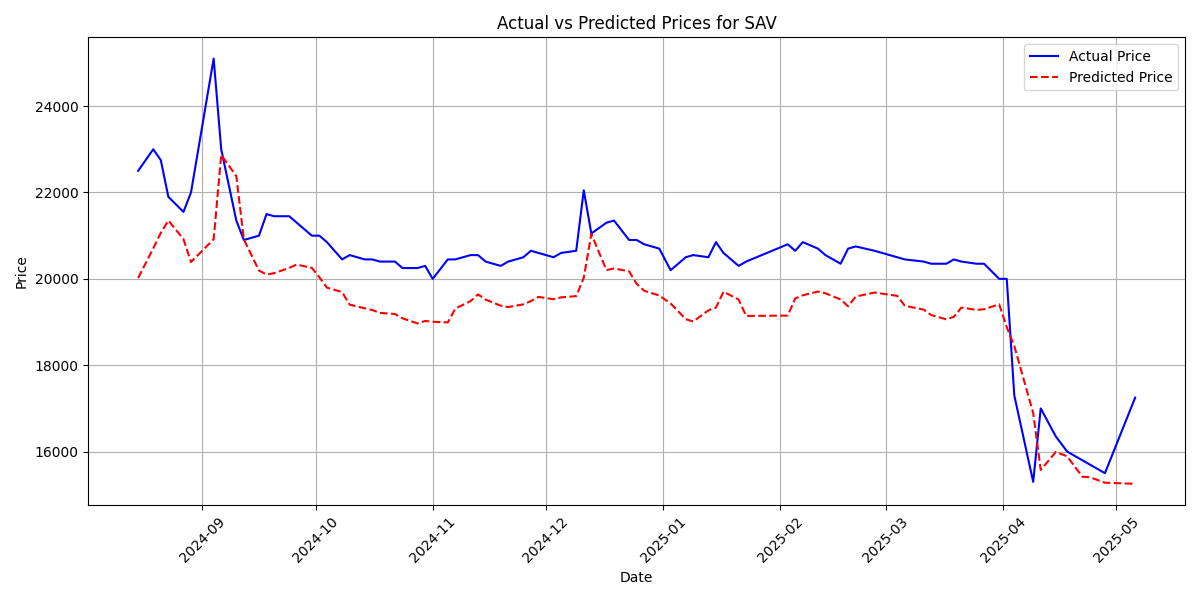 Actual vs Predicted Prices for SAV
Actual Price
Predicted Price
Price
24000
22000
20000
18000
16000
2024-09
2024-10
2024-11
2024-12
2025-01
2025-02
2025-03
2025-04
2025-05
Date